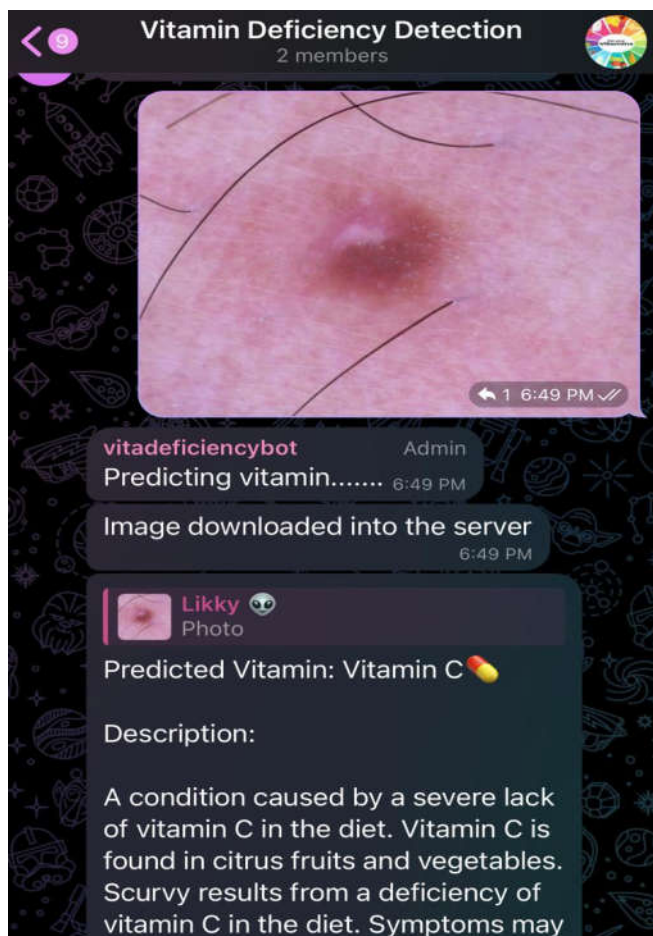 9
Vitamin Deficiency Detection
2 members
1 6:49 PM
vitadeficiencybot Admin
Predicting vitamin....... 6:49 PM
Image downloaded into the server
6:49 PM
Likky 👽
Photo
Predicted Vitamin: Vitamin C💊
Description:
A condition caused by a severe lack
of vitamin C in the diet. Vitamin C is
found in citrus fruits and vegetables.
Scurvy results from a deficiency of
vitamin C in the diet. Symptoms may